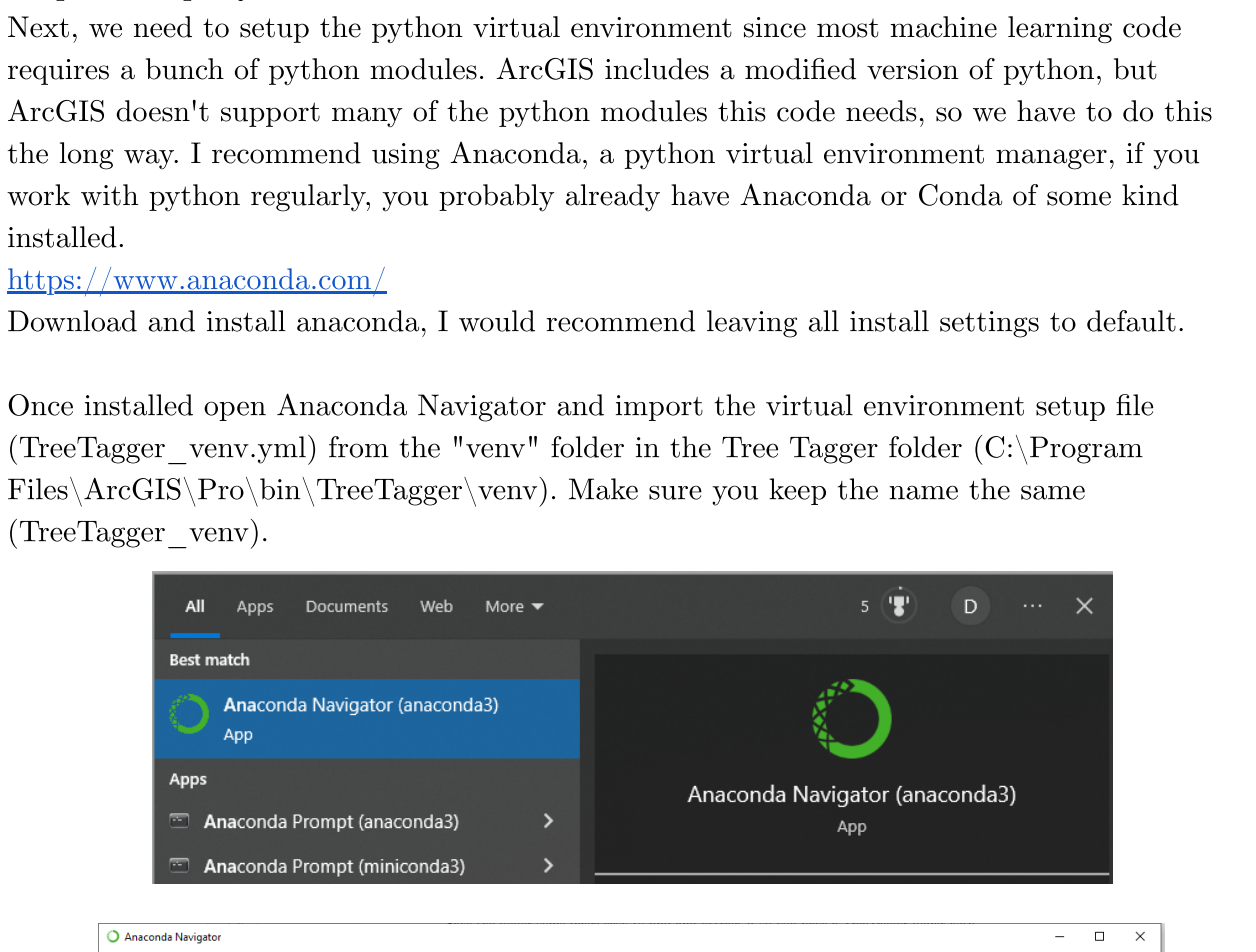 Next, we need to setup the python virtual environment since most machine learning code
requires a bunch of python modules. ArcGIS includes a modified version of python, but
ArcGIS doesn't support many of the python modules this code needs, so we have to do this
the long way. I recommend using Anaconda, a python virtual environment manager, if you
work with python regularly, you probably already have Anaconda or Conda of some kind
installed.
https://www.anaconda.com/
Download and install anaconda, I would recommend leaving all install settings to default.
Once installed open Anaconda Navigator and import the virtual environment setup file
(TreeTagger_venv.yml) from the "venv" folder in the Tree Tagger folder (C:\Program
Files\ArcGIS\Pro\bin\TreeTagger\venv). Make sure you keep the name the same
(TreeTagger_venv).
All Apps Documents Web More 5 D ...
Best match
Anaconda Navigator (anaconda3)
App
Apps
Anaconda Prompt (anaconda3)
Anaconda Prompt (miniconda3)
Anaconda Navigator (anaconda3)
App
Anaconda Navigator